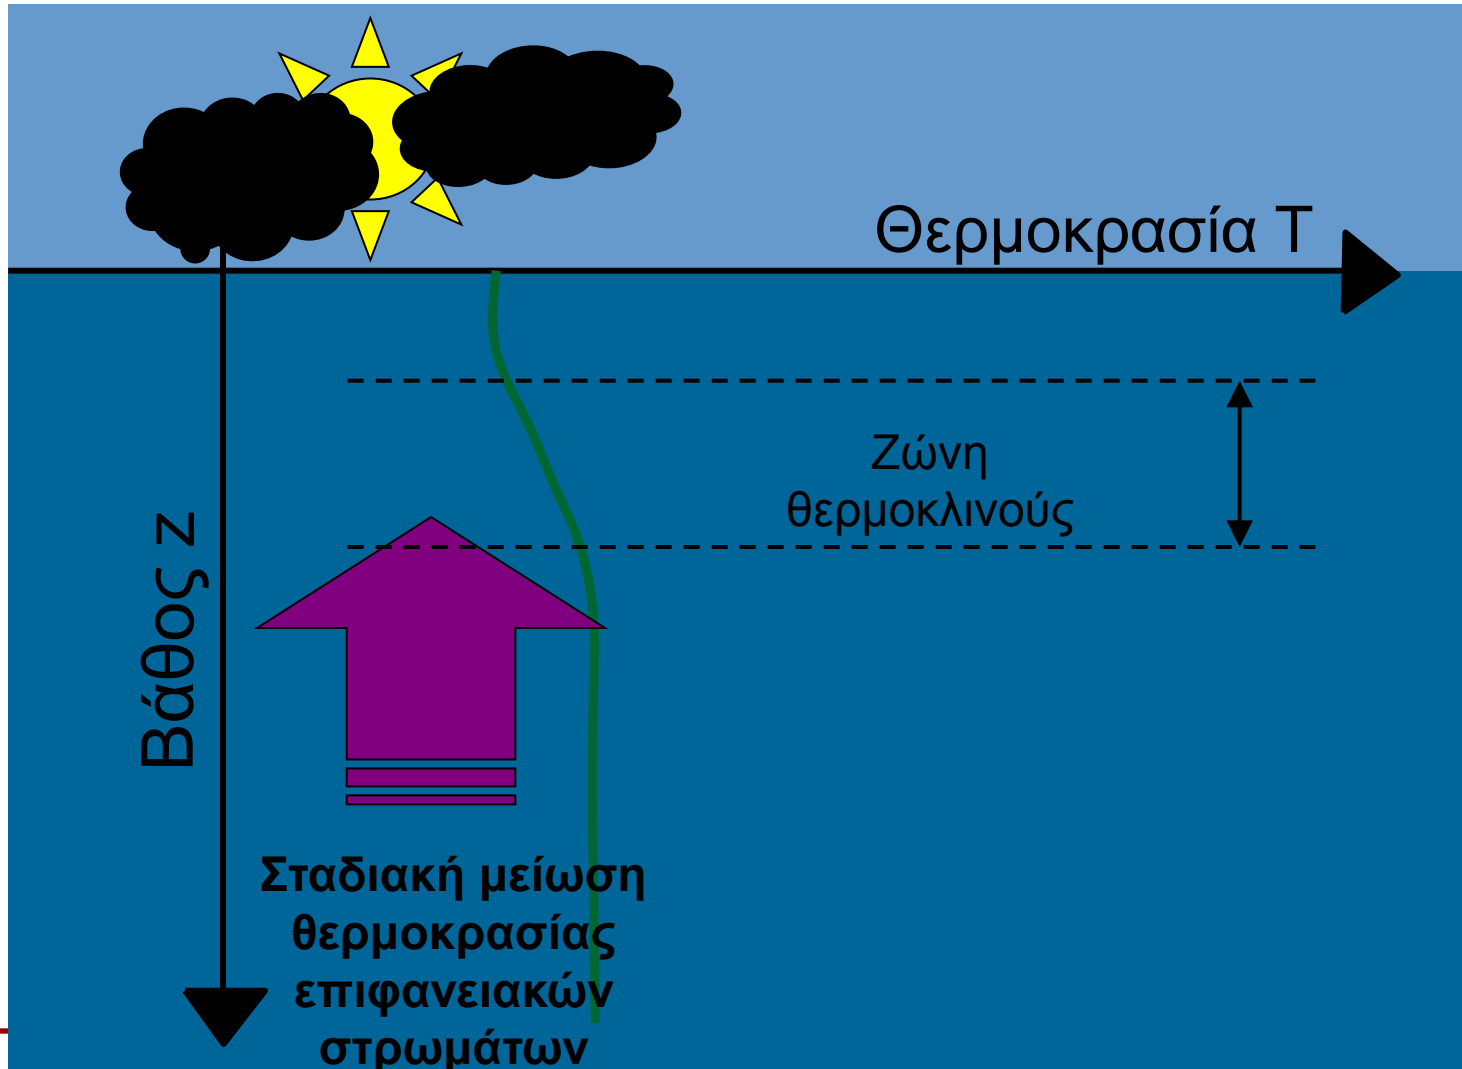 Θερμοκρασία Τ
Ζώνη
θερμοκλινούς
Βάθος z
Σταδιακή μείωση
θερμοκρασίας
επιφανειακών
στρωμάτων